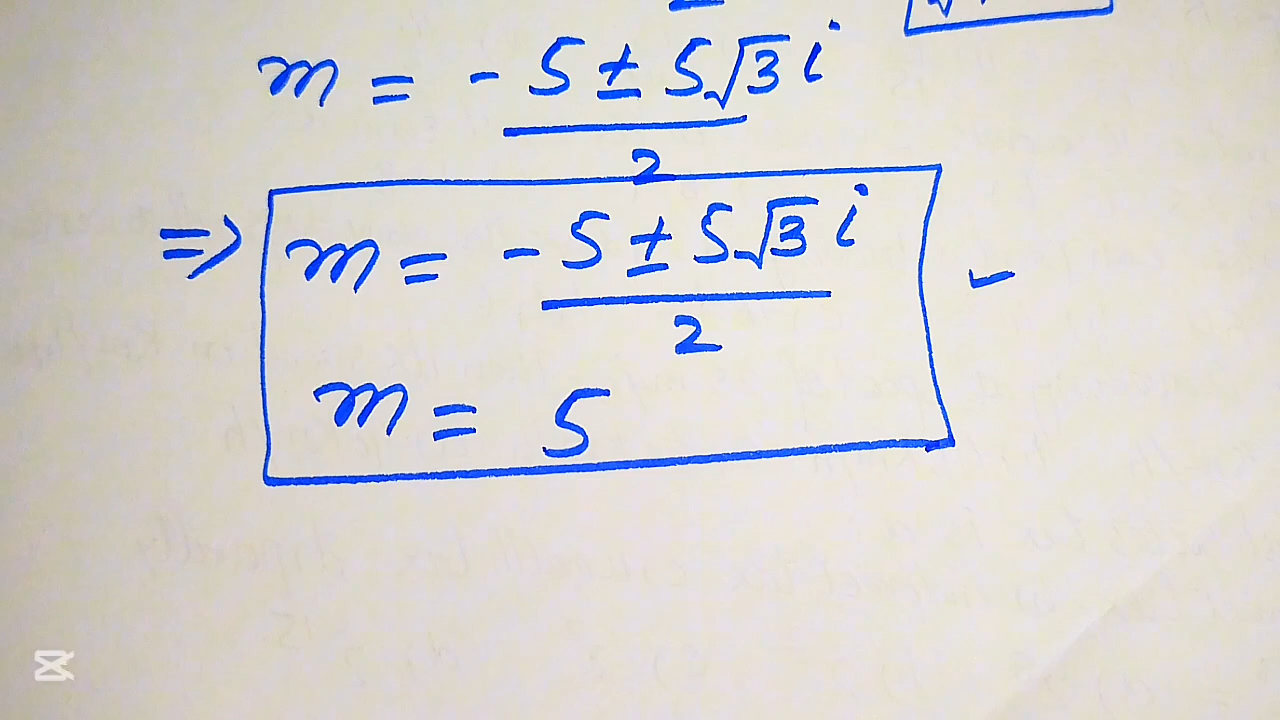 m = - 5 ± 5√3 i
2
=> m = - 5 ± 5√3 i
2
m = 5